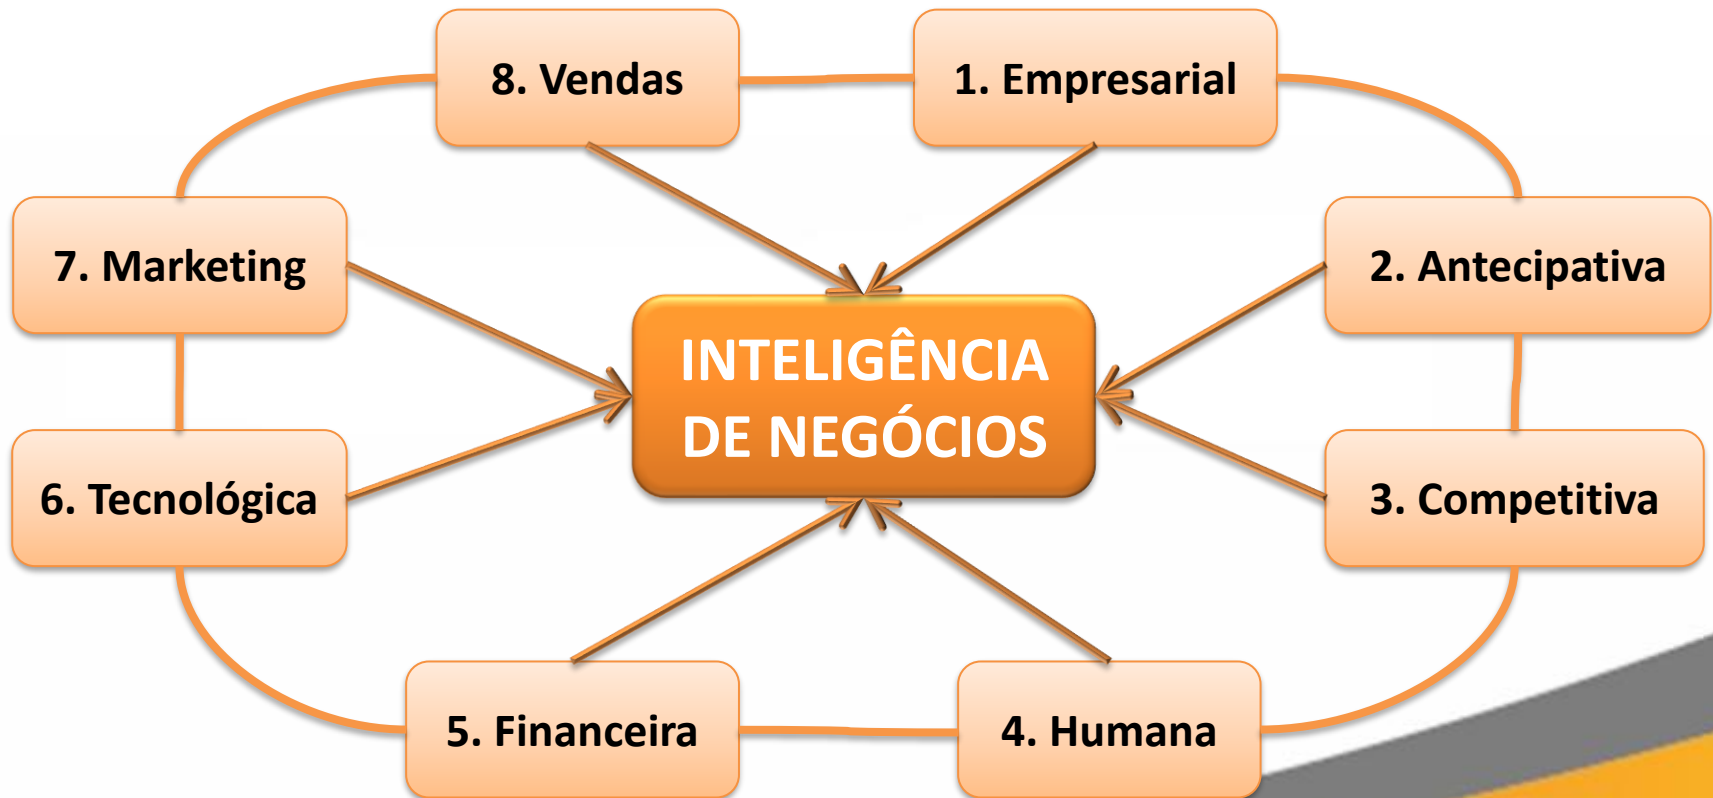 8. Vendas
1. Empresarial
7. Marketing
2. Antecipativa
INTELIGÊNCIA
DE NEGÓCIOS
6. Tecnológica
3. Competitiva
5. Financeira
4. Humana